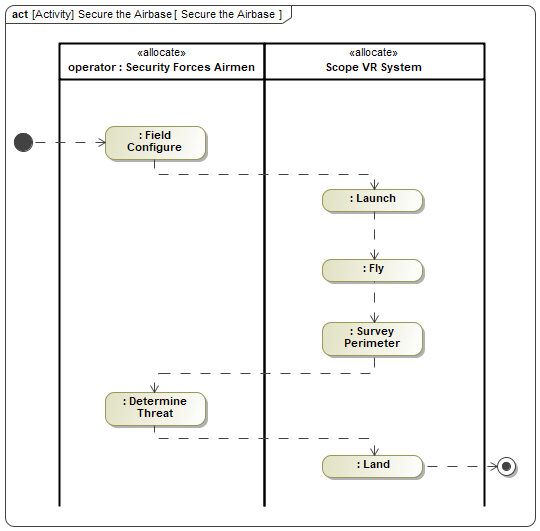 act [Activity] Secure the Airbase [ Secure the Airbase ]
«allocate»
operator : Security Forces Airmen
«allocate»
Scope VR System
: Field
Configure
: Launch
: Fly
: Survey
Perimeter
: Determine
Threat
: Land